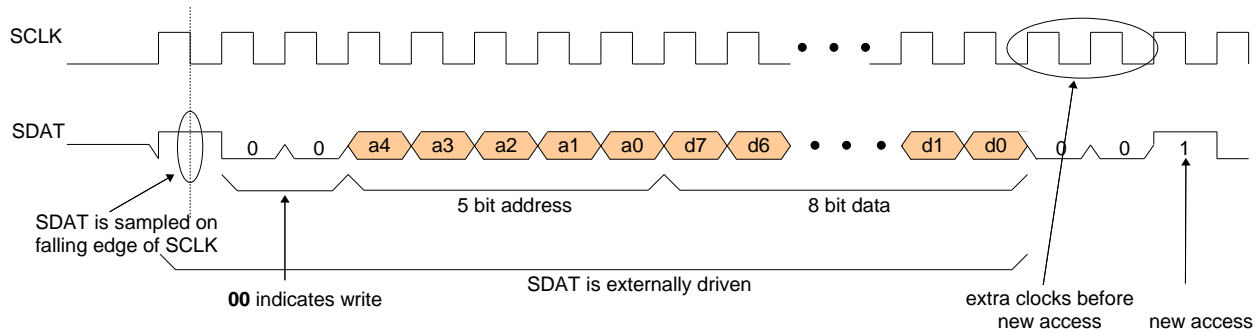 SCLK
SDAT
0 0 a4 a3 a2 a1 a0 d7 d6 d1 d0 0 0 1
SDAT is sampled on
falling edge of SCLK
5 bit address
8 bit data
00 indicates write
SDAT is externally driven
extra clocks before
new access
new access